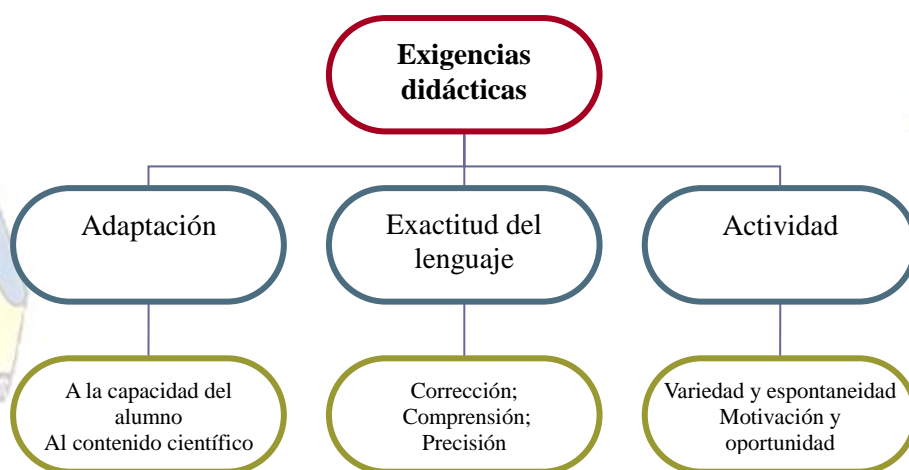 Exigencias
didácticas
Adaptación
Exactitud del
lenguaje
Actividad
A la capacidad del
alumno
Al contenido científico
Corrección;
Comprensión;
Precisión
Variedad y espontaneidad
Motivación y
oportunidad